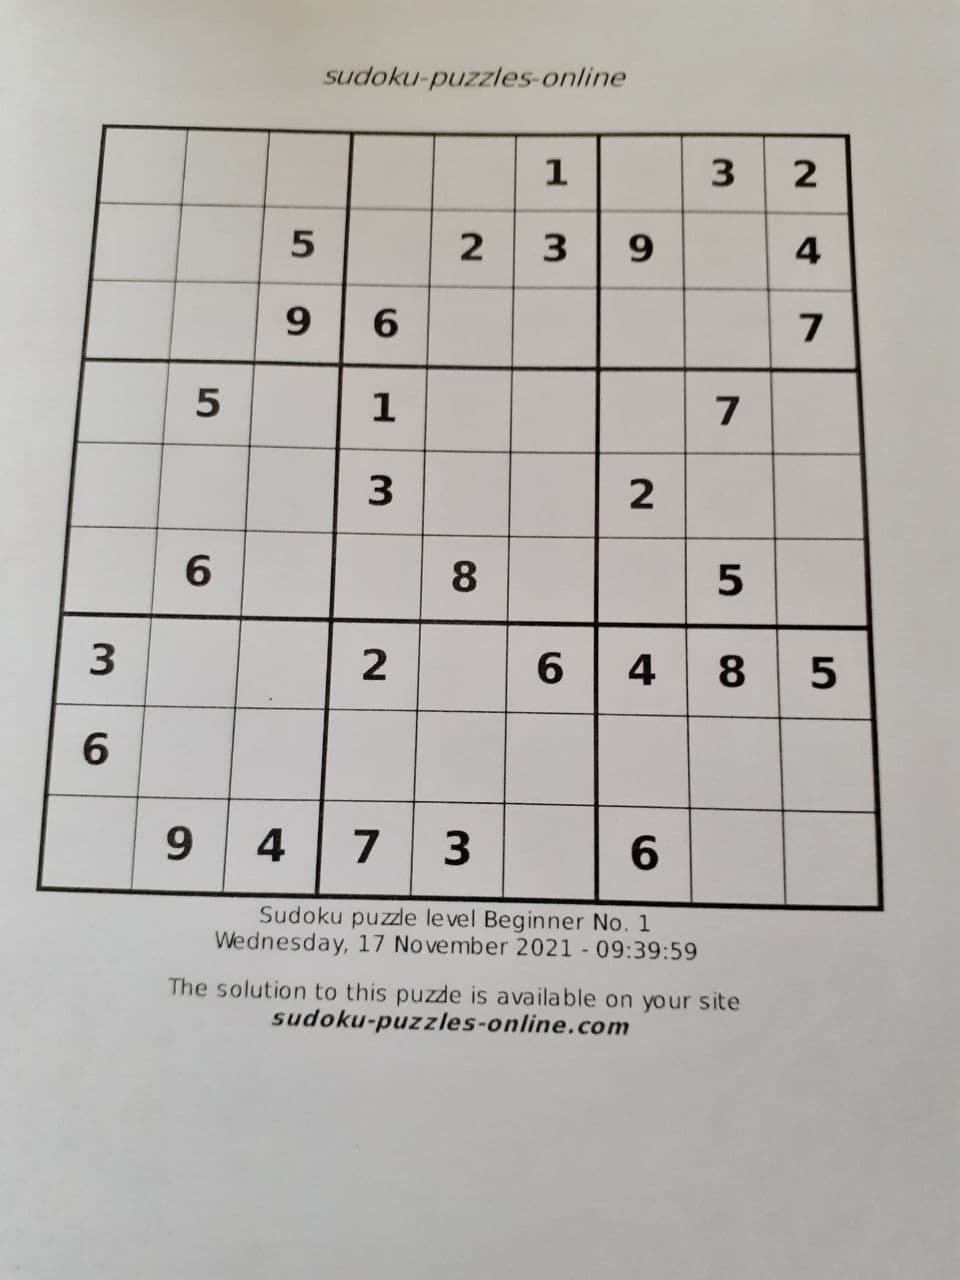 sudoku-puzzles-online
1 3 2
5 2 3 9 4
9 6 7
5 1 7
3 2
6 8 5
3 2 6 4 8 5
6
9 4 7 3 6
Sudoku puzzle level Beginner No. 1
Wednesday, 17 November 2021 - 09:39:59
The solution to this puzzle is available on your site
sudoku-puzzles-online.com